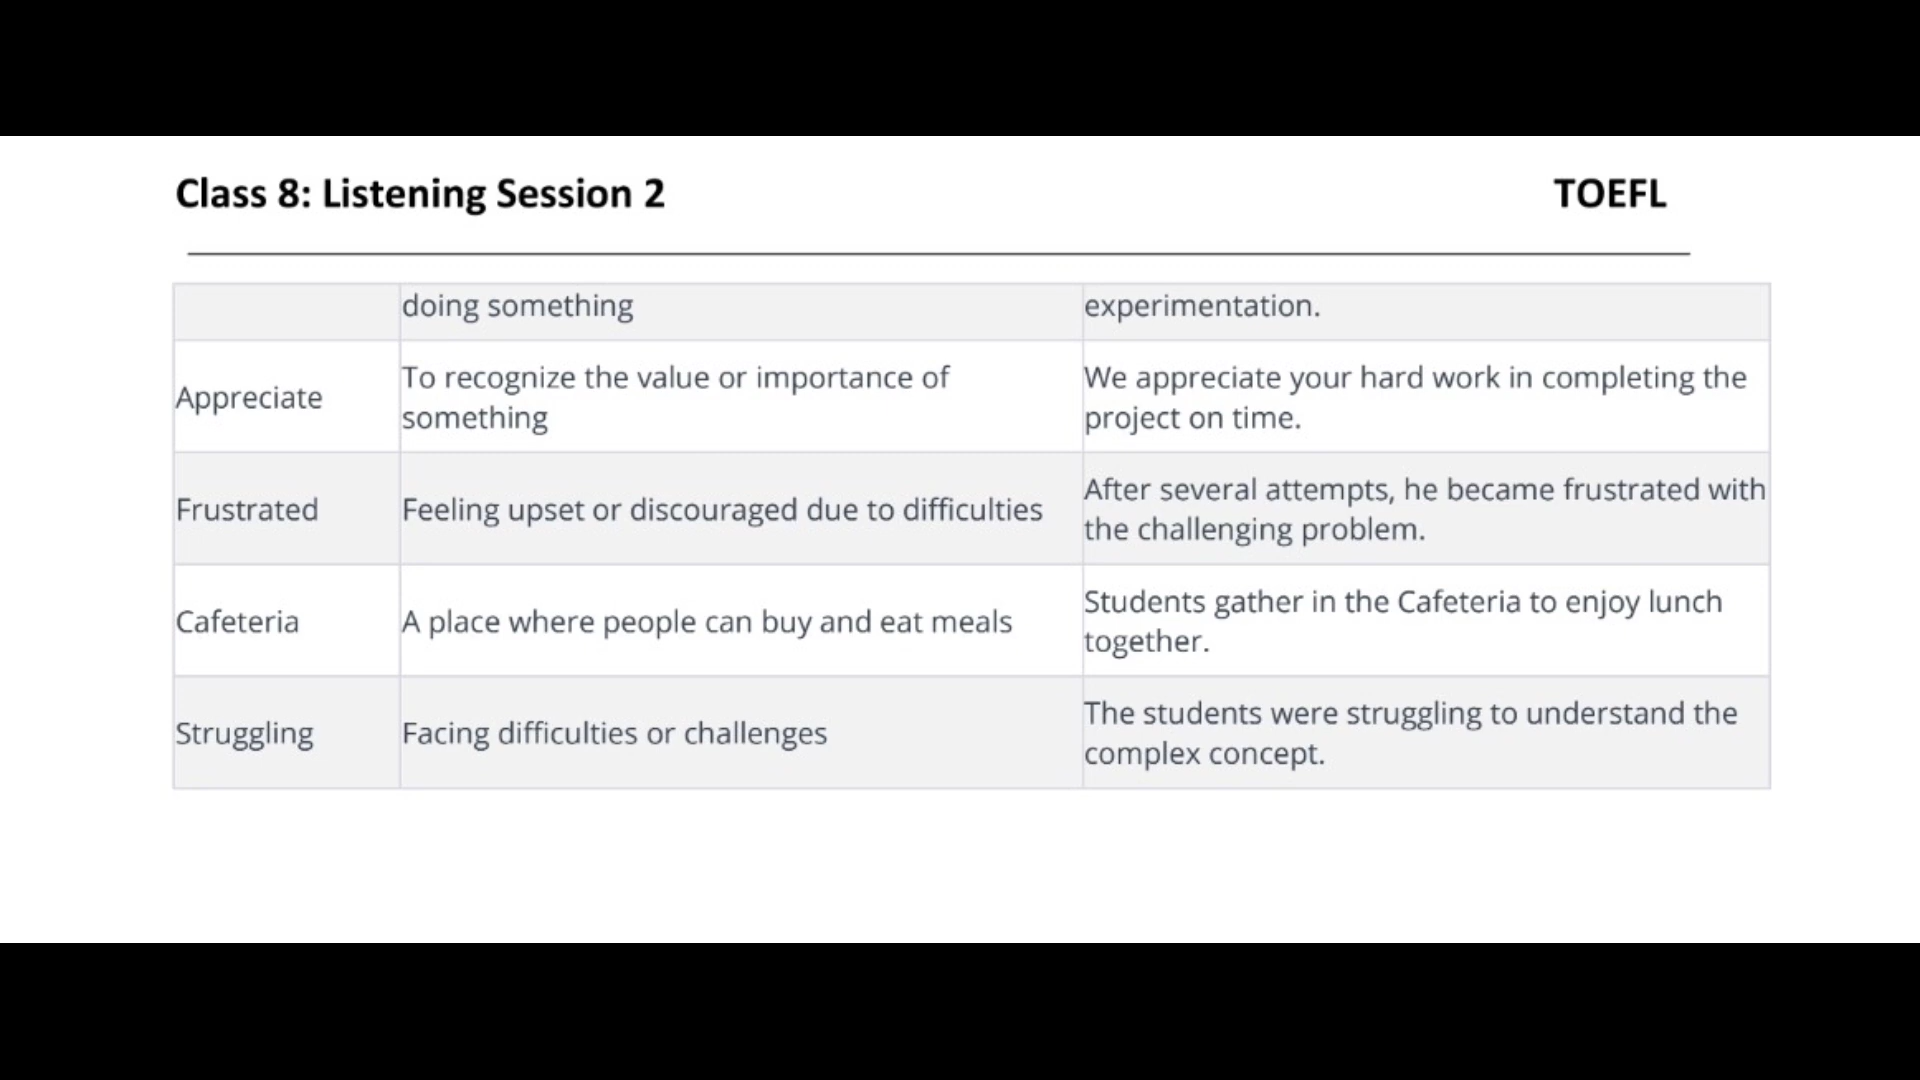 Class 8: Listening Session 2 TOEFL
doing something
experimentation.
Appreciate
To recognize the value or importance of
something
We appreciate your hard work in completing the
project on time.
Frustrated
Feeling upset or discouraged due to difficulties
After several attempts, he became frustrated with
the challenging problem.
Cafeteria
A place where people can buy and eat meals
Students gather in the Cafeteria to enjoy lunch
together.
Struggling
Facing difficulties or challenges
The students were struggling to understand the
complex concept.